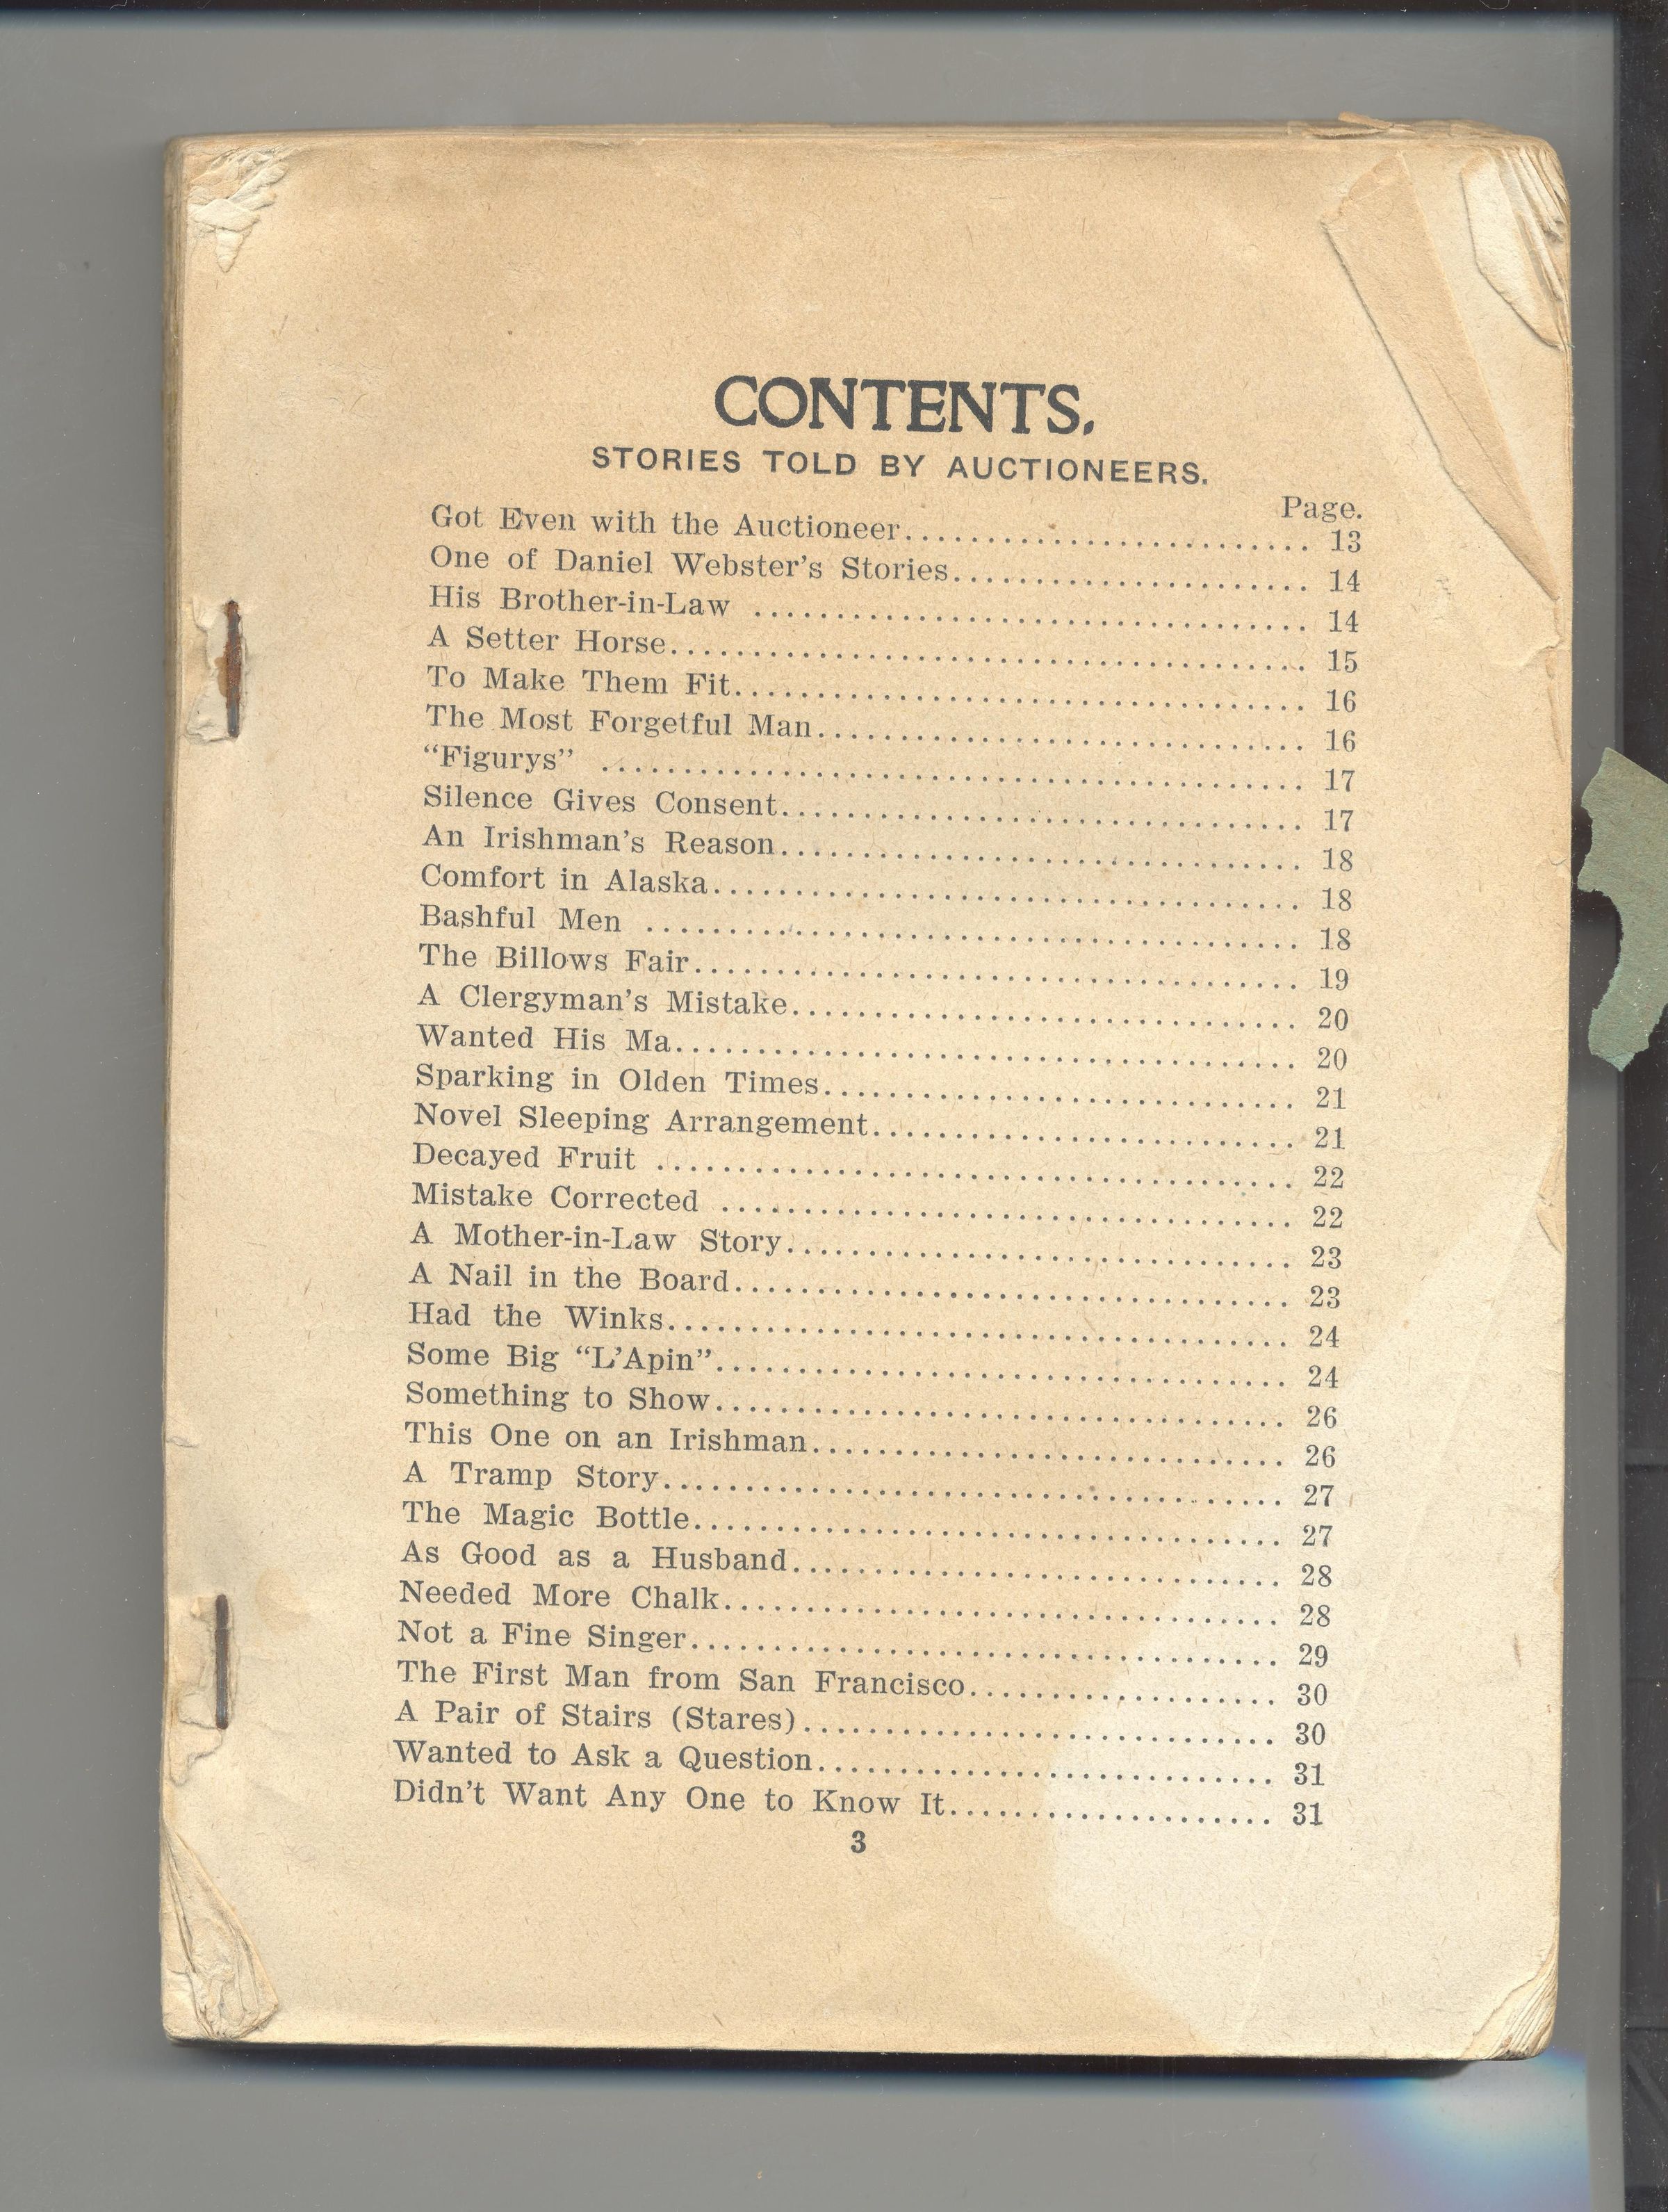 CONTENTS.
STORIES TOLD BY AUCTIONEERS.
Page.
Got Even with the Auctioneer.............................. 13
One of Daniel Webster's Stories........................... 14
His Brother-in-Law ....................................... 14
A Setter Horse............................................ 15
To Make Them Fit.......................................... 16
The Most Forgetful Man.................................... 16
“Figurys” ................................................ 17
Silence Gives Consent..................................... 17
An Irishman's Reason...................................... 18
Comfort in Alaska......................................... 18
Bashful Men .............................................. 18
The Billows Fair.......................................... 19
A Clergyman's Mistake..................................... 20
Wanted His Ma............................................. 20
Sparking in Olden Times................................... 21
Novel Sleeping Arrangement................................ 21
Decayed Fruit ............................................ 22
Mistake Corrected ........................................ 22
A Mother-in-Law Story..................................... 23
A Nail in the Board....................................... 23
Had the Winks............................................. 24
Some Big “L'Apin”......................................... 24
Something to Show......................................... 26
This One on an Irishman................................... 26
A Tramp Story............................................. 27
The Magic Bottle.......................................... 27
As Good as a Husband...................................... 28
Needed More Chalk......................................... 28
Not a Fine Singer......................................... 29
The First Man from San Francisco.......................... 30
A Pair of Stairs (Stares)................................. 30
Wanted to Ask a Question.................................. 31
Didn't Want Any One to Know It............................ 31
3